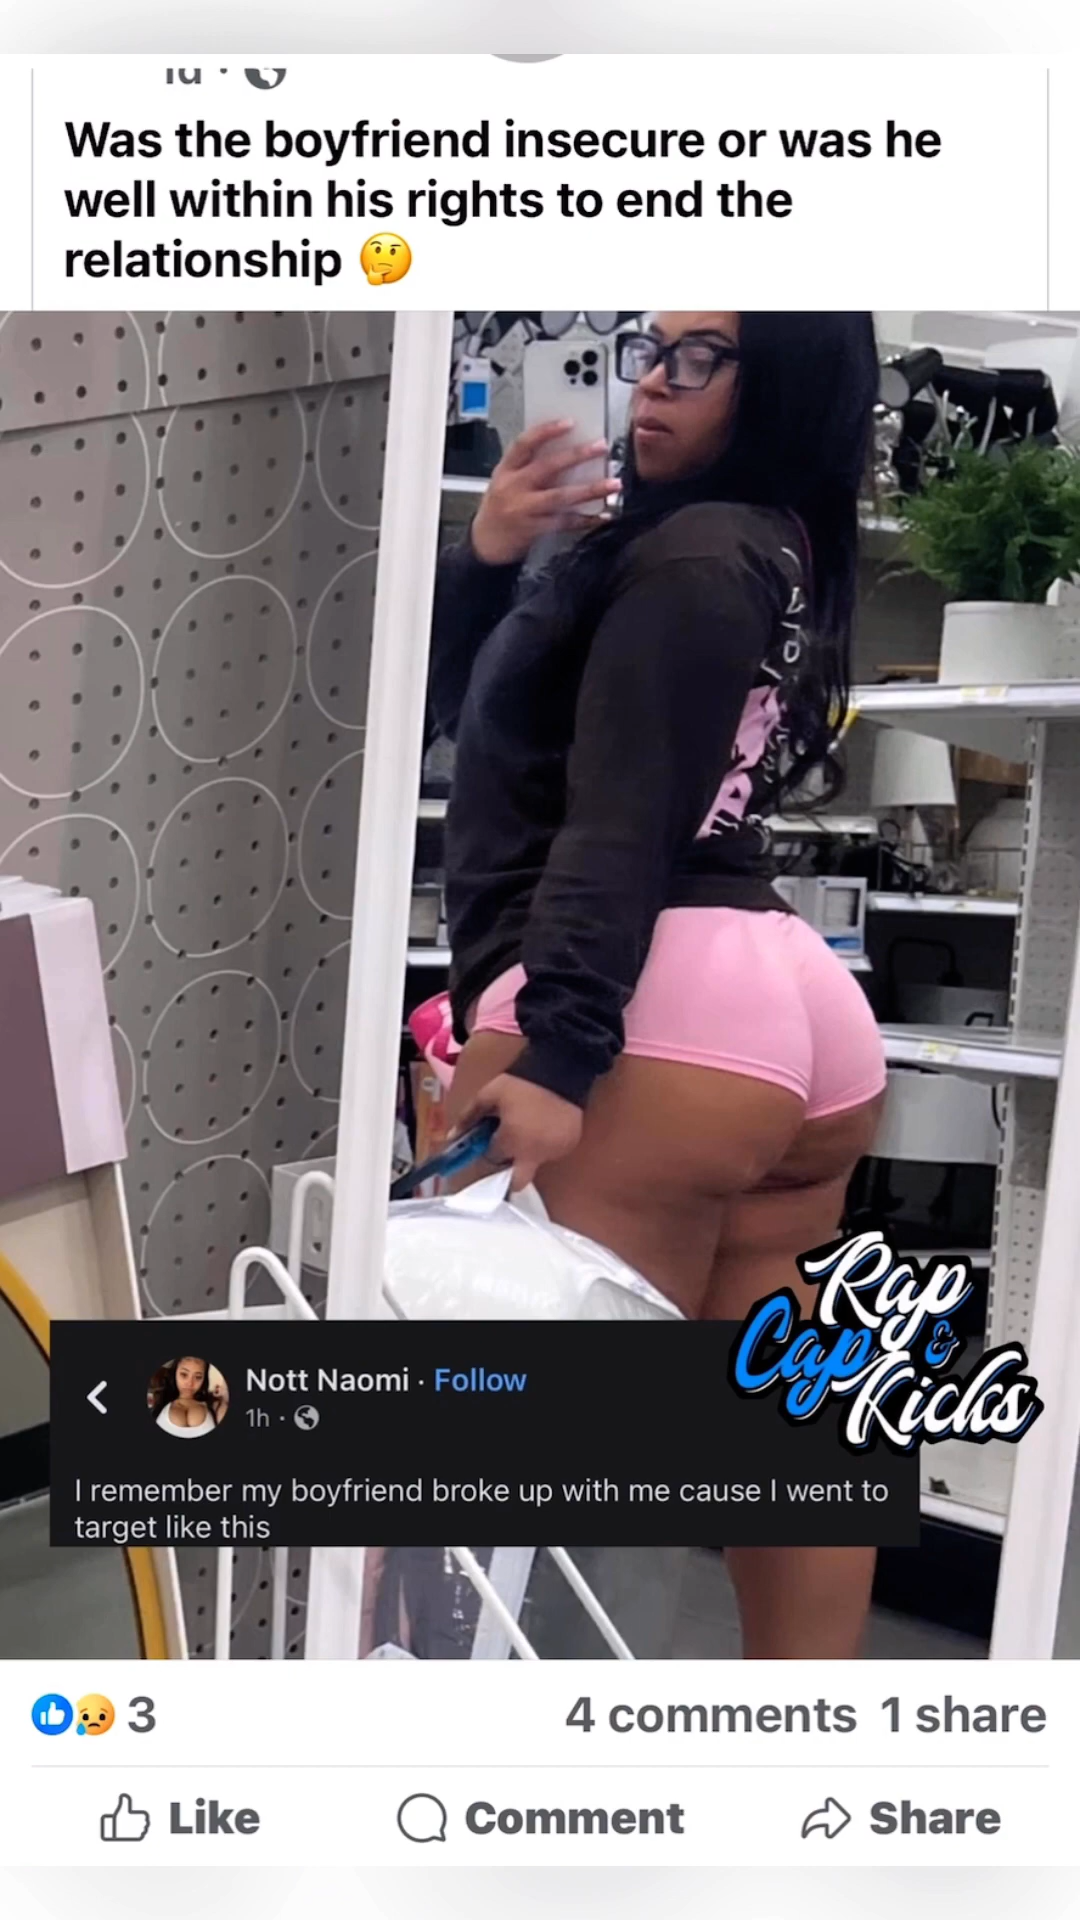 1d ·
Was the boyfriend insecure or was he
well within his rights to end the
relationship 🤔
Rap
Cap &
Kicks
Nott Naomi · Follow
1h ·
I remember my boyfriend broke up with me cause I went to
target like this
3
4 comments 1 share
Like
Comment
Share